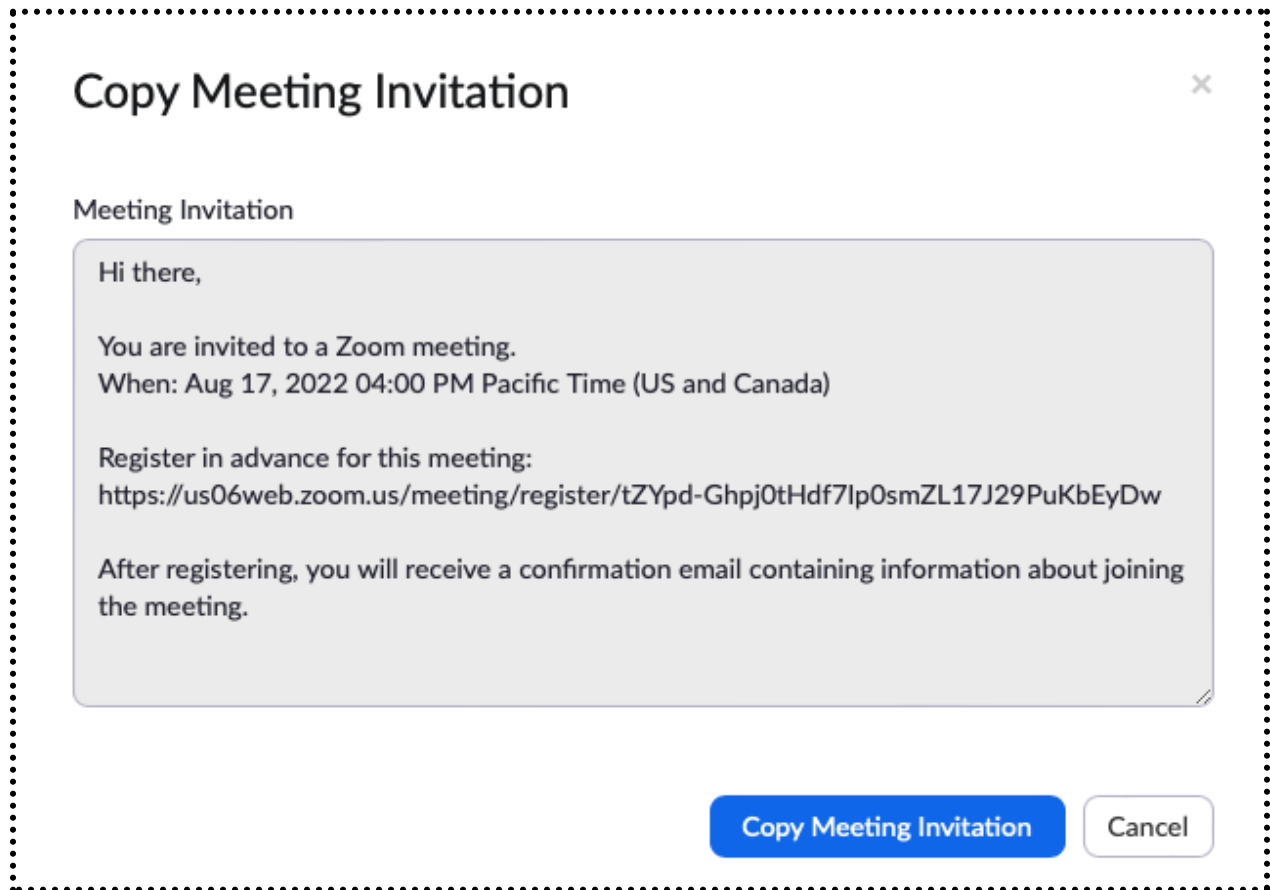 Copy Meeting Invitation
Meeting Invitation
Hi there,
You are invited to a Zoom meeting.
When: Aug 17, 2022 04:00 PM Pacific Time (US and Canada)
Register in advance for this meeting:
https://us06web.zoom.us/meeting/register/tZYpd-Ghpj0tHdf7Ip0smZL17J29PuKbEyDw
After registering, you will receive a confirmation email containing information about joining
the meeting.
Copy Meeting Invitation
Cancel